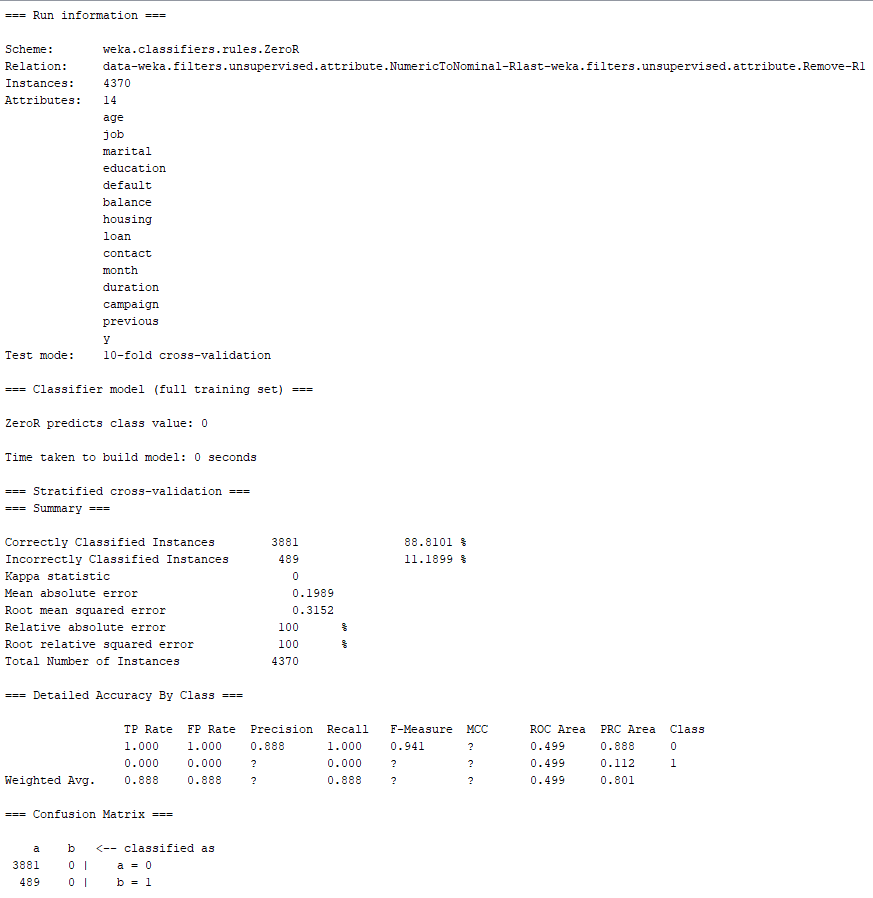 === Run information ===
Scheme:       weka.classifiers.rules.ZeroR
Relation:     data-weka.filters.unsupervised.attribute.NumericToNominal-Rlast-weka.filters.unsupervised.attribute.Remove-R1
Instances:    4370
Attributes:   14
              age
              job
              marital
              education
              default
              balance
              housing
              loan
              contact
              month
              duration
              campaign
              previous
              y
Test mode:    10-fold cross-validation
=== Classifier model (full training set) ===
ZeroR predicts class value: 0
Time taken to build model: 0 seconds
=== Stratified cross-validation ===
=== Summary ===
Correctly Classified Instances        3881               88.8101 %
Incorrectly Classified Instances       489               11.1899 %
Kappa statistic                          0
Mean absolute error                      0.1989
Root mean squared error                  0.3152
Relative absolute error                100      %
Root relative squared error            100      %
Total Number of Instances             4370
=== Detailed Accuracy By Class ===
                 TP Rate  FP Rate  Precision  Recall   F-Measure  MCC      ROC Area  PRC Area  Class
                 1.000    1.000    0.888      1.000    0.941      ?        0.499     0.888     0
                 0.000    0.000    ?          0.000    ?          ?        0.499     0.112     1
Weighted Avg.    0.888    0.888    ?          0.888    ?          ?        0.499     0.801
=== Confusion Matrix ===
    a    b   <-- classified as
 3881    0 |    a = 0
  489    0 |    b = 1